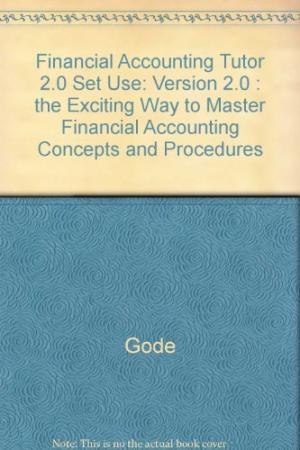 Financial Accounting Tutor
2.0 Set Use: Version 2.0 :
the Exciting Way to Master
Financial Accounting
Concepts and Procedures
Gode
Note: This is no the actual book cover